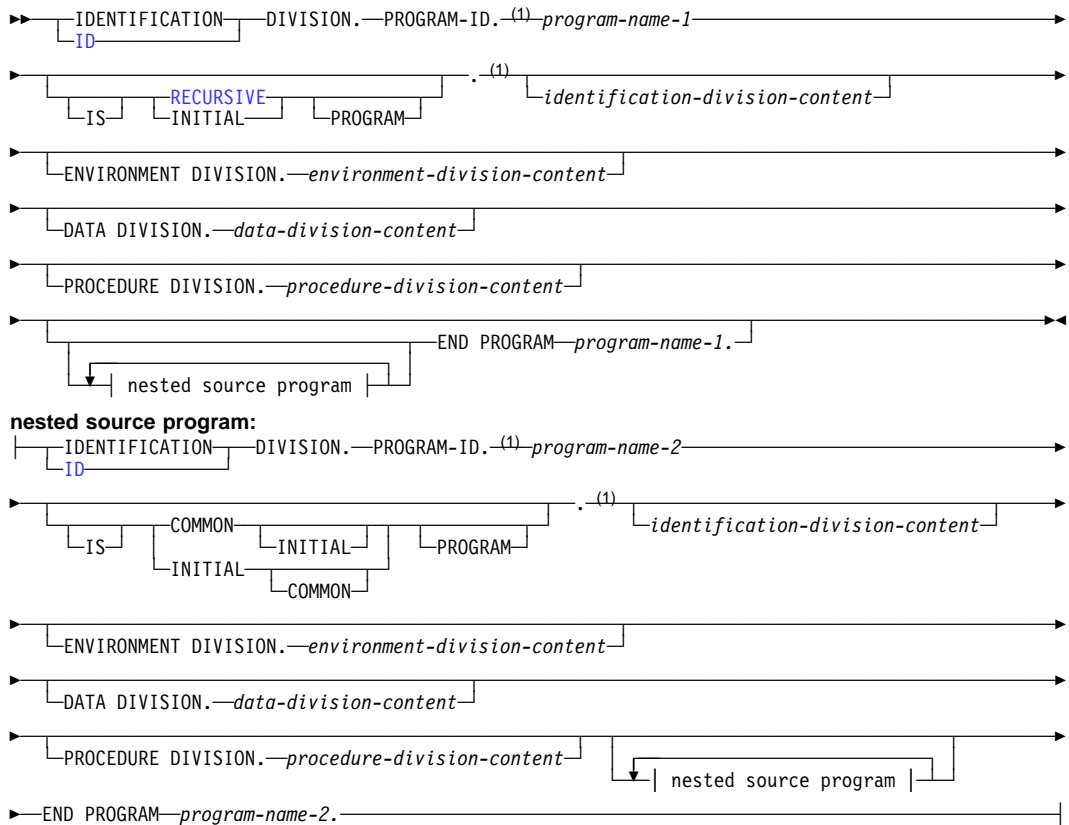 IDENTIFICATION DIVISION. PROGRAM-ID. (1) program-name-1
ID
. (1)
RECURSIVE identification-division-content
IS INITIAL PROGRAM
ENVIRONMENT DIVISION. environment-division-content
DATA DIVISION. data-division-content
PROCEDURE DIVISION. procedure-division-content
END PROGRAM program-name-1.
nested source program
nested source program:
IDENTIFICATION DIVISION. PROGRAM-ID. (1) program-name-2
ID
. (1)
COMMON identification-division-content
IS INITIAL PROGRAM
INITIAL
COMMON
ENVIRONMENT DIVISION. environment-division-content
DATA DIVISION. data-division-content
PROCEDURE DIVISION. procedure-division-content
nested source program
END PROGRAM program-name-2.